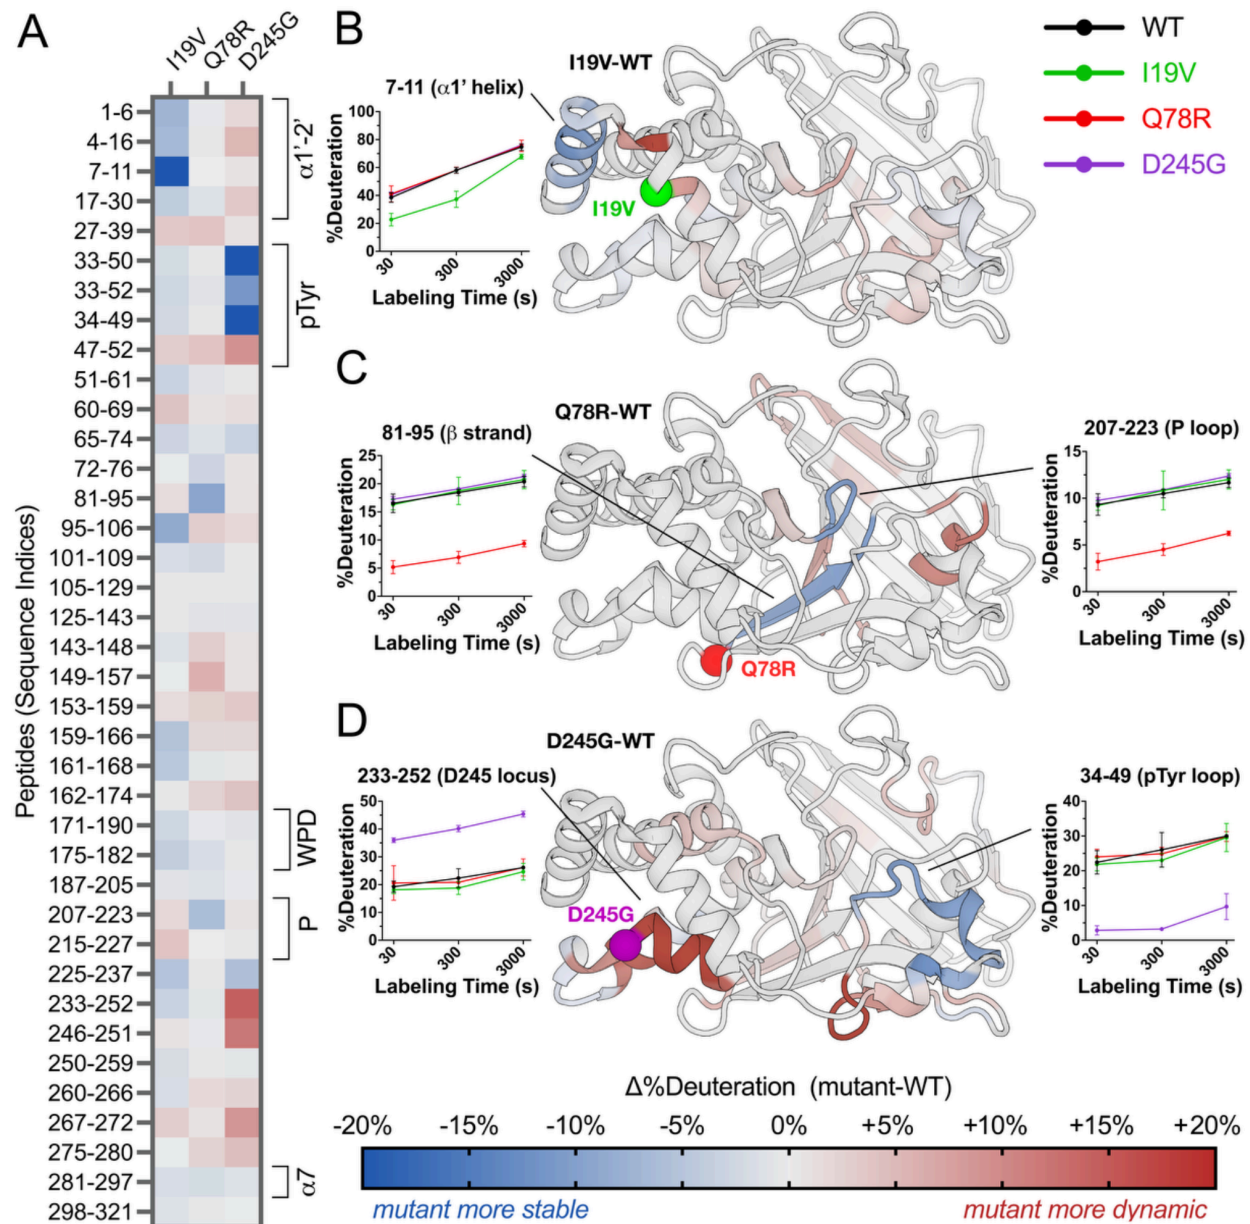 A
I19V
Q78R
D245G
Peptides (Sequence Indices)
1-6
4-16
7-11
17-30
27-39
33-50
33-52
34-49
47-52
51-61
60-69
65-74
72-76
81-95
95-106
101-109
105-129
125-143
143-148
149-157
153-159
159-166
161-168
162-174
171-190
175-182
187-205
207-223
215-227
225-237
233-252
246-251
250-259
260-266
267-272
275-280
281-297
298-321
α1'-2'
pTyr
WPD
P
α7
B
I19V-WT
7-11 (α1' helix)
%Deuteration
100
80
60
40
20
0
30
300
3000
Labeling Time (s)
I19V
WT
I19V
Q78R
D245G
C
Q78R-WT
81-95 (β strand)
%Deuteration
25
20
15
10
5
0
30
300
3000
Labeling Time (s)
Q78R
207-223 (P loop)
%Deuteration
15
10
5
0
30
300
3000
Labeling Time (s)
D
D245G-WT
233-252 (D245 locus)
%Deuteration
50
40
30
20
10
0
30
300
3000
Labeling Time (s)
D245G
34-49 (pTyr loop)
%Deuteration
40
30
20
10
0
30
300
3000
Labeling Time (s)
Δ%Deuteration (mutant-WT)
-20% -15% -10% -5% 0% +5% +10% +15% +20%
mutant more stable
mutant more dynamic